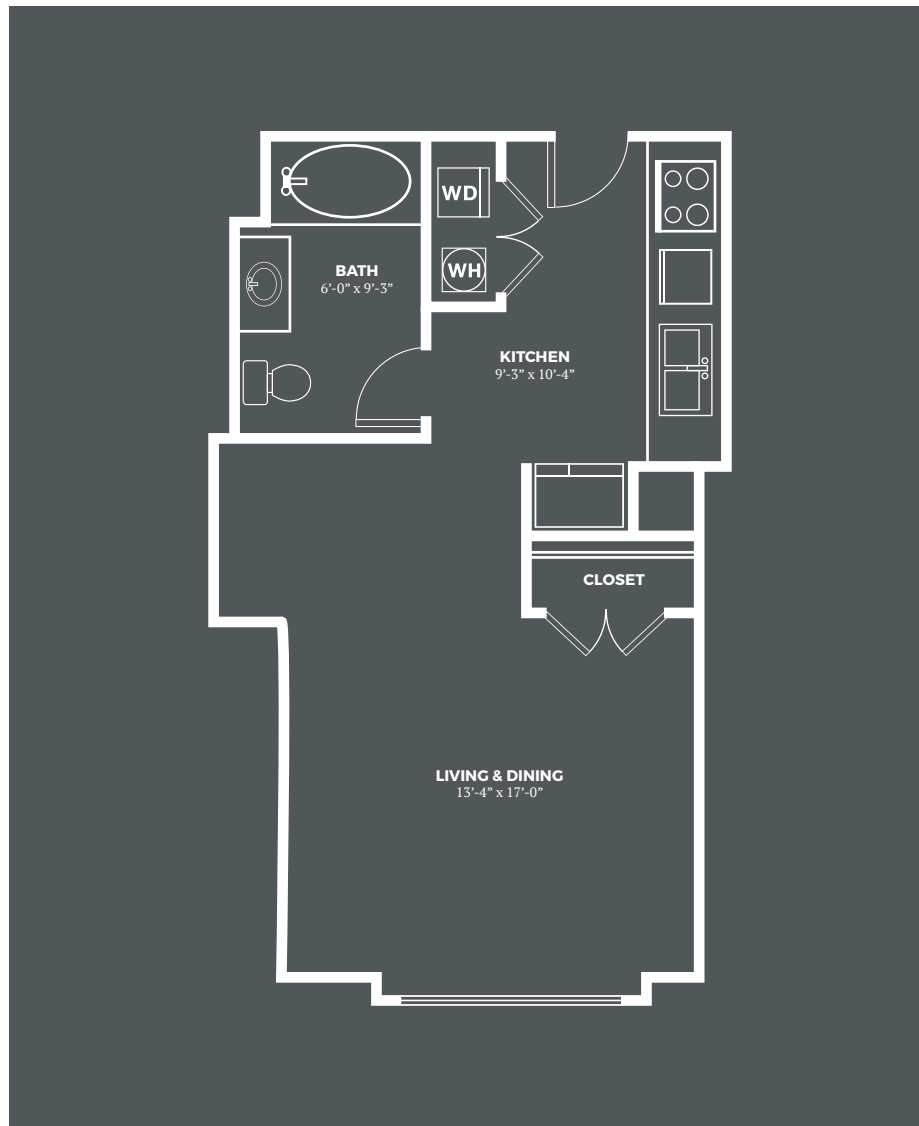 WD
BATH
6’-0” x 9’-3”
WH
KITCHEN
9’-3” x 10’-4”
CLOSET
LIVING & DINING
13’-4” x 17’-0”